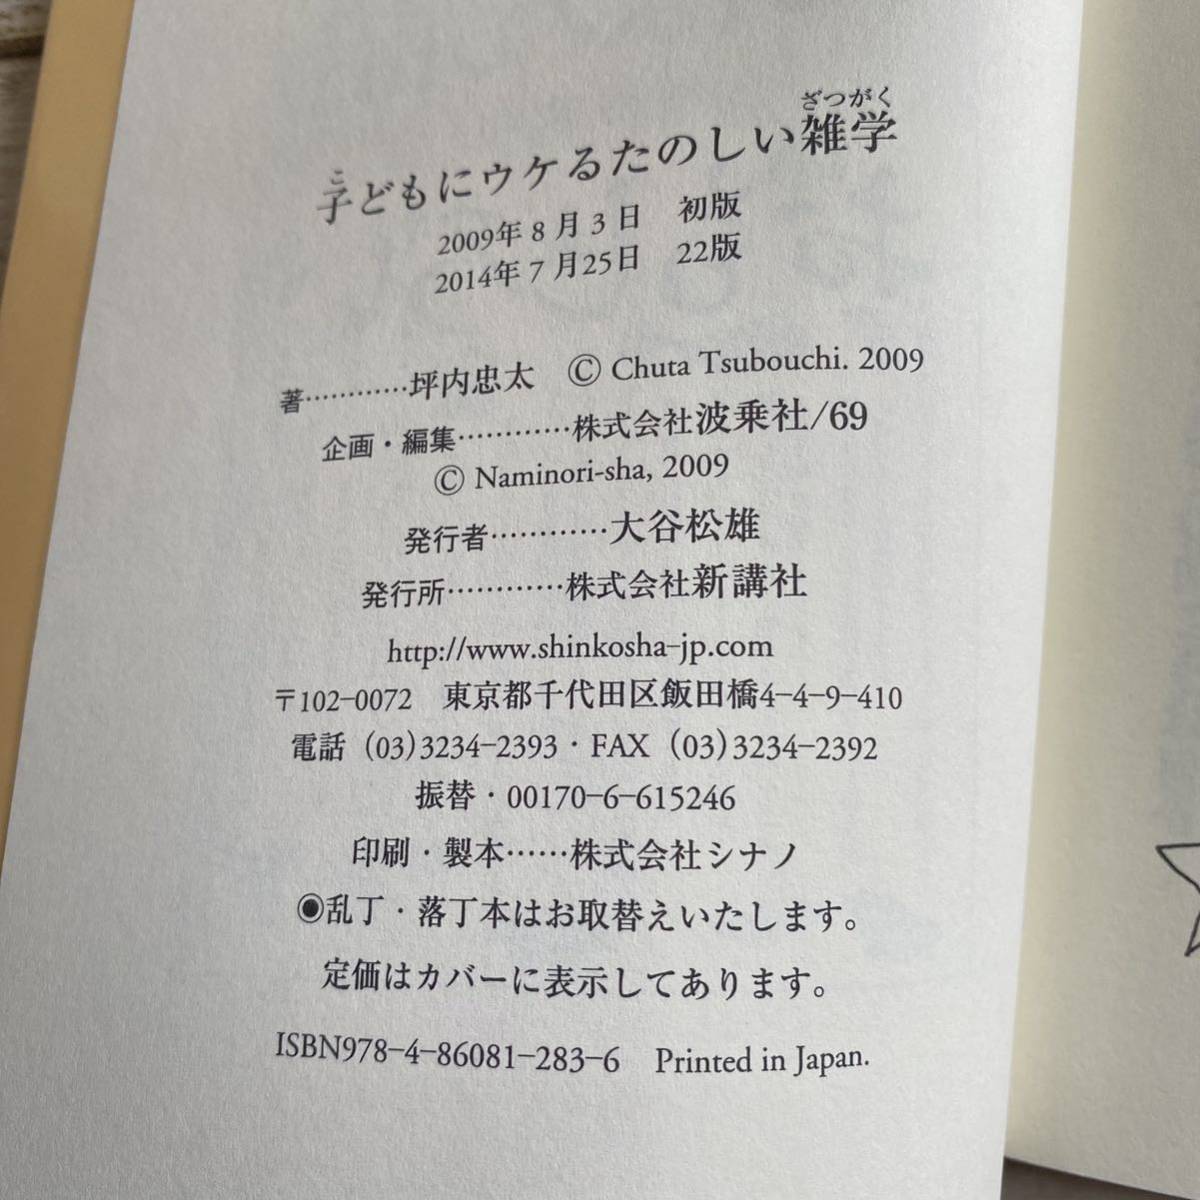 子どもにウケるたのしい雑学
2009年8月3日 初版
2014年7月25日 22版
著…………坪内忠太 © Chuta Tsubouchi. 2009
企画・編集…………株式会社波乗社/69
© Naminori-sha, 2009
発行者…………大谷松雄
発行所…………株式会社新講社
http://www.shinkosha-jp.com
〒102-0072 東京都千代田区飯田橋4-4-9-410
電話 (03)3234-2393・FAX (03)3234-2392
振替・00170-6-615246
印刷・製本……株式会社シナノ
◉乱丁・落丁本はお取替えいたします。
定価はカバーに表示してあります。
ISBN978-4-86081-283-6 Printed in Japan.